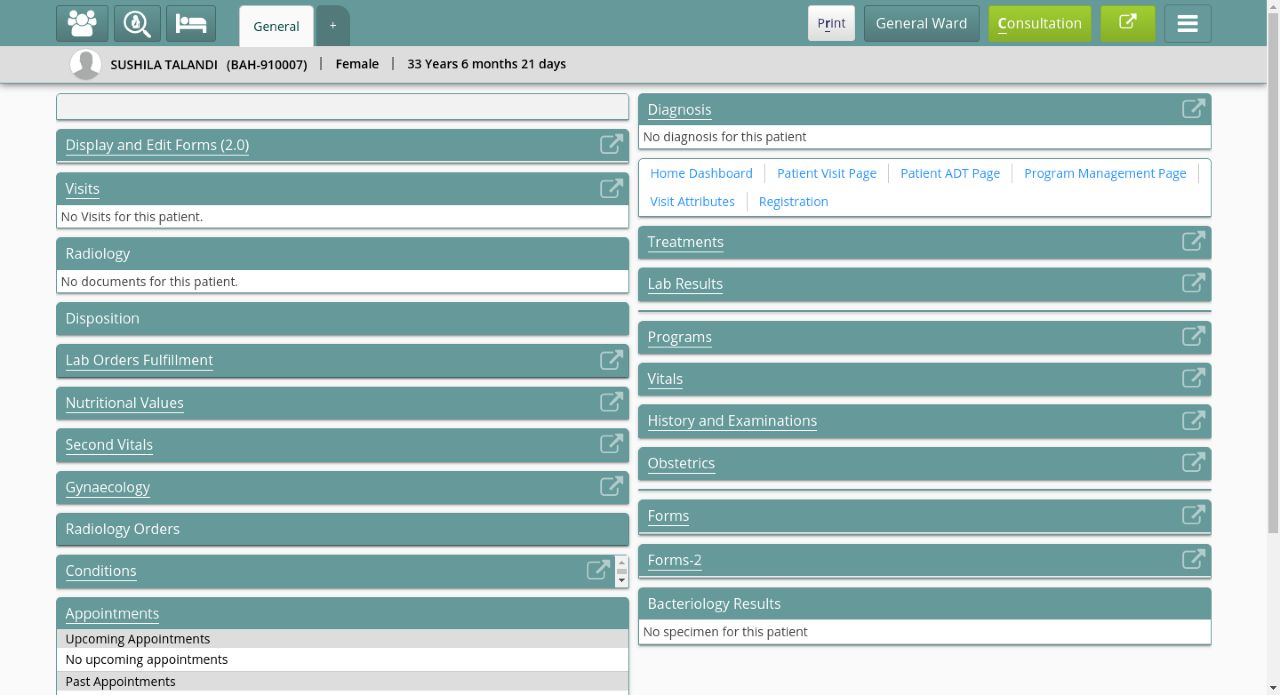 General
+
Print
General Ward
Consultation
SUSHILA TALANDI (BAH-910007) | Female | 33 Years 6 months 21 days
Display and Edit Forms (2.0)
Visits
No Visits for this patient.
Radiology
No documents for this patient.
Disposition
Lab Orders Fulfillment
Nutritional Values
Second Vitals
Gynaecology
Radiology Orders
Conditions
Appointments
Upcoming Appointments
No upcoming appointments
Past Appointments
Diagnosis
No diagnosis for this patient
Home Dashboard | Patient Visit Page | Patient ADT Page | Program Management Page |
Visit Attributes | Registration
Treatments
Lab Results
Programs
Vitals
History and Examinations
Obstetrics
Forms
Forms-2
Bacteriology Results
No specimen for this patient